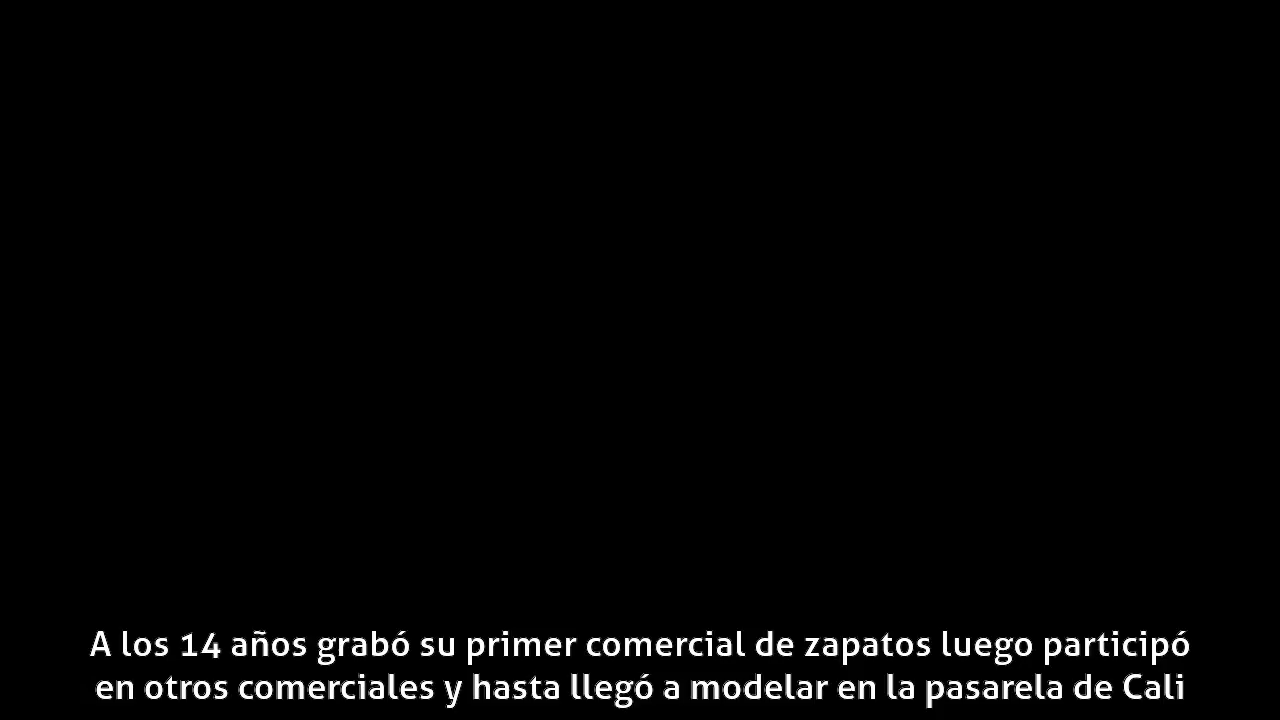 A los 14 años grabó su primer comercial de zapatos luego participó
en otros comerciales y hasta llegó a modelar en la pasarela de Cali